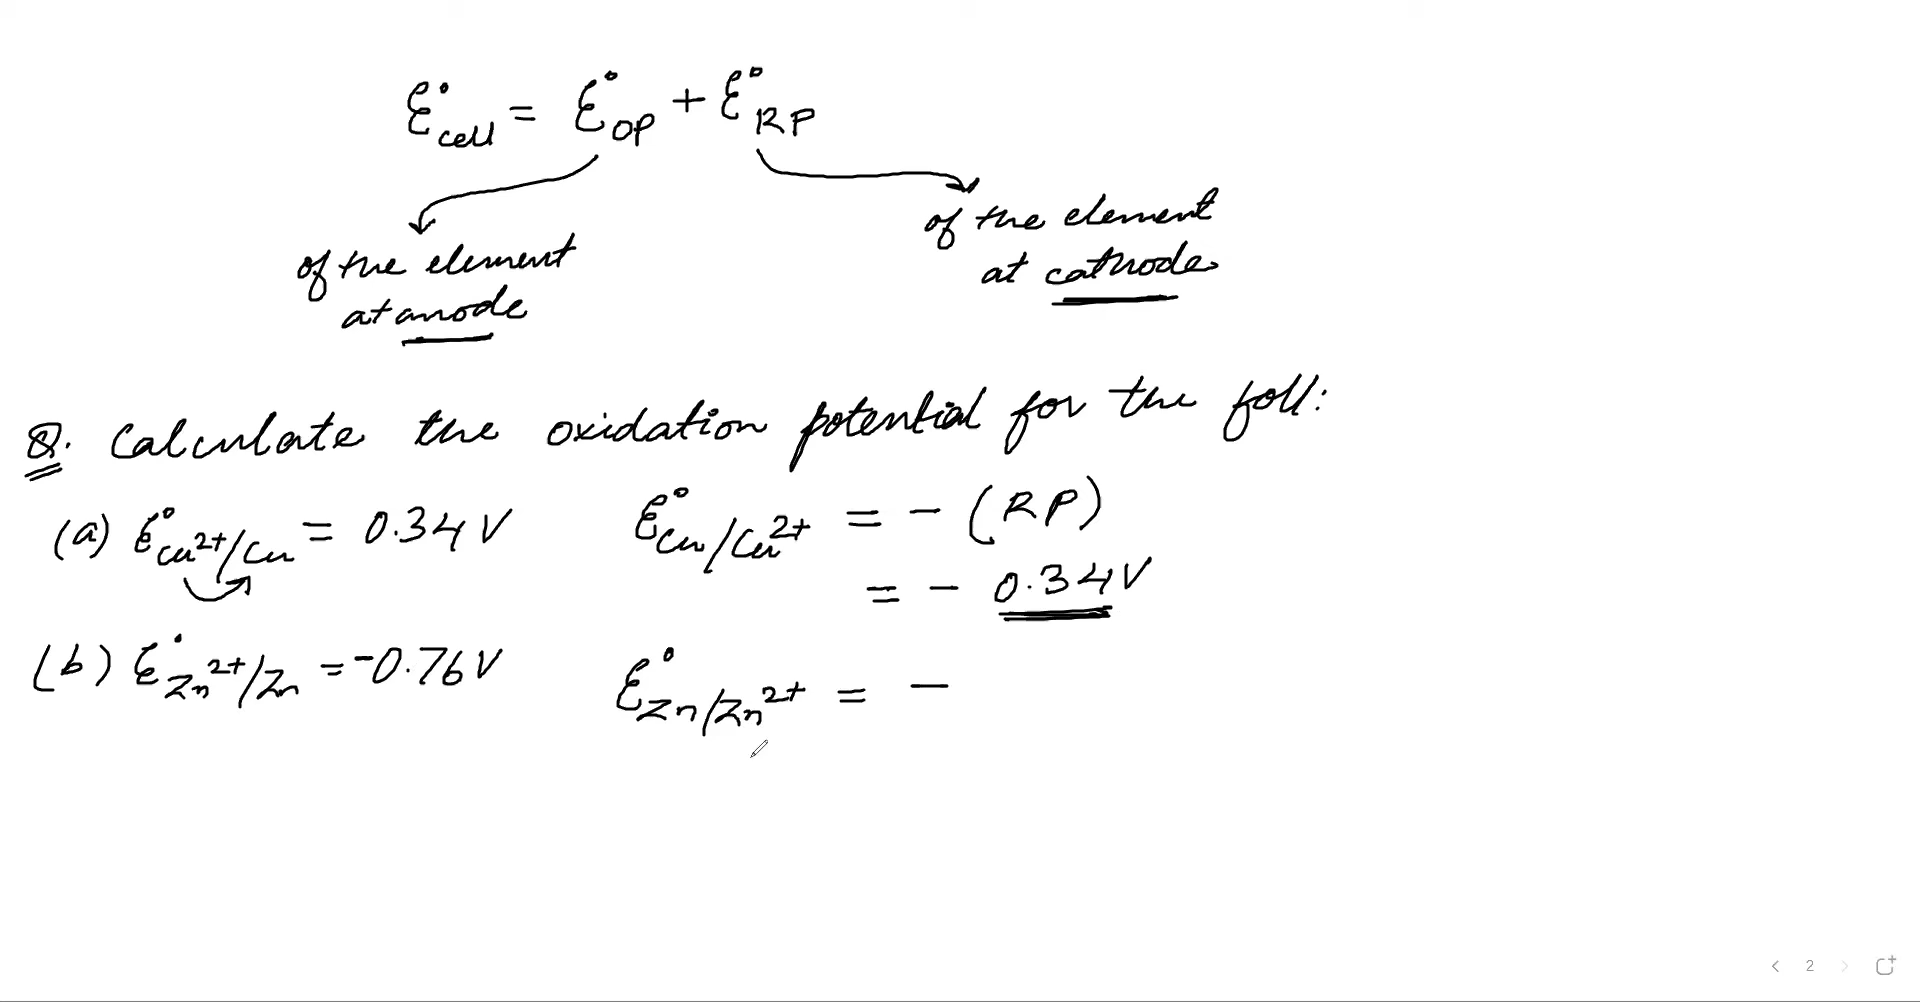 ℰ°cell = ℰ°OP + ℰ°RP
of the element
at anode
of the element
at cathode
Q. Calculate the oxidation potential for the foll:
(a) ℰ°Cu²⁺/Cu = 0.34 V
ℰ°Cu/Cu²⁺ = - (RP)
= - 0.34V
(b) ℰ°Zn²⁺/Zn = -0.76 V
ℰ°Zn/Zn²⁺ = -
2